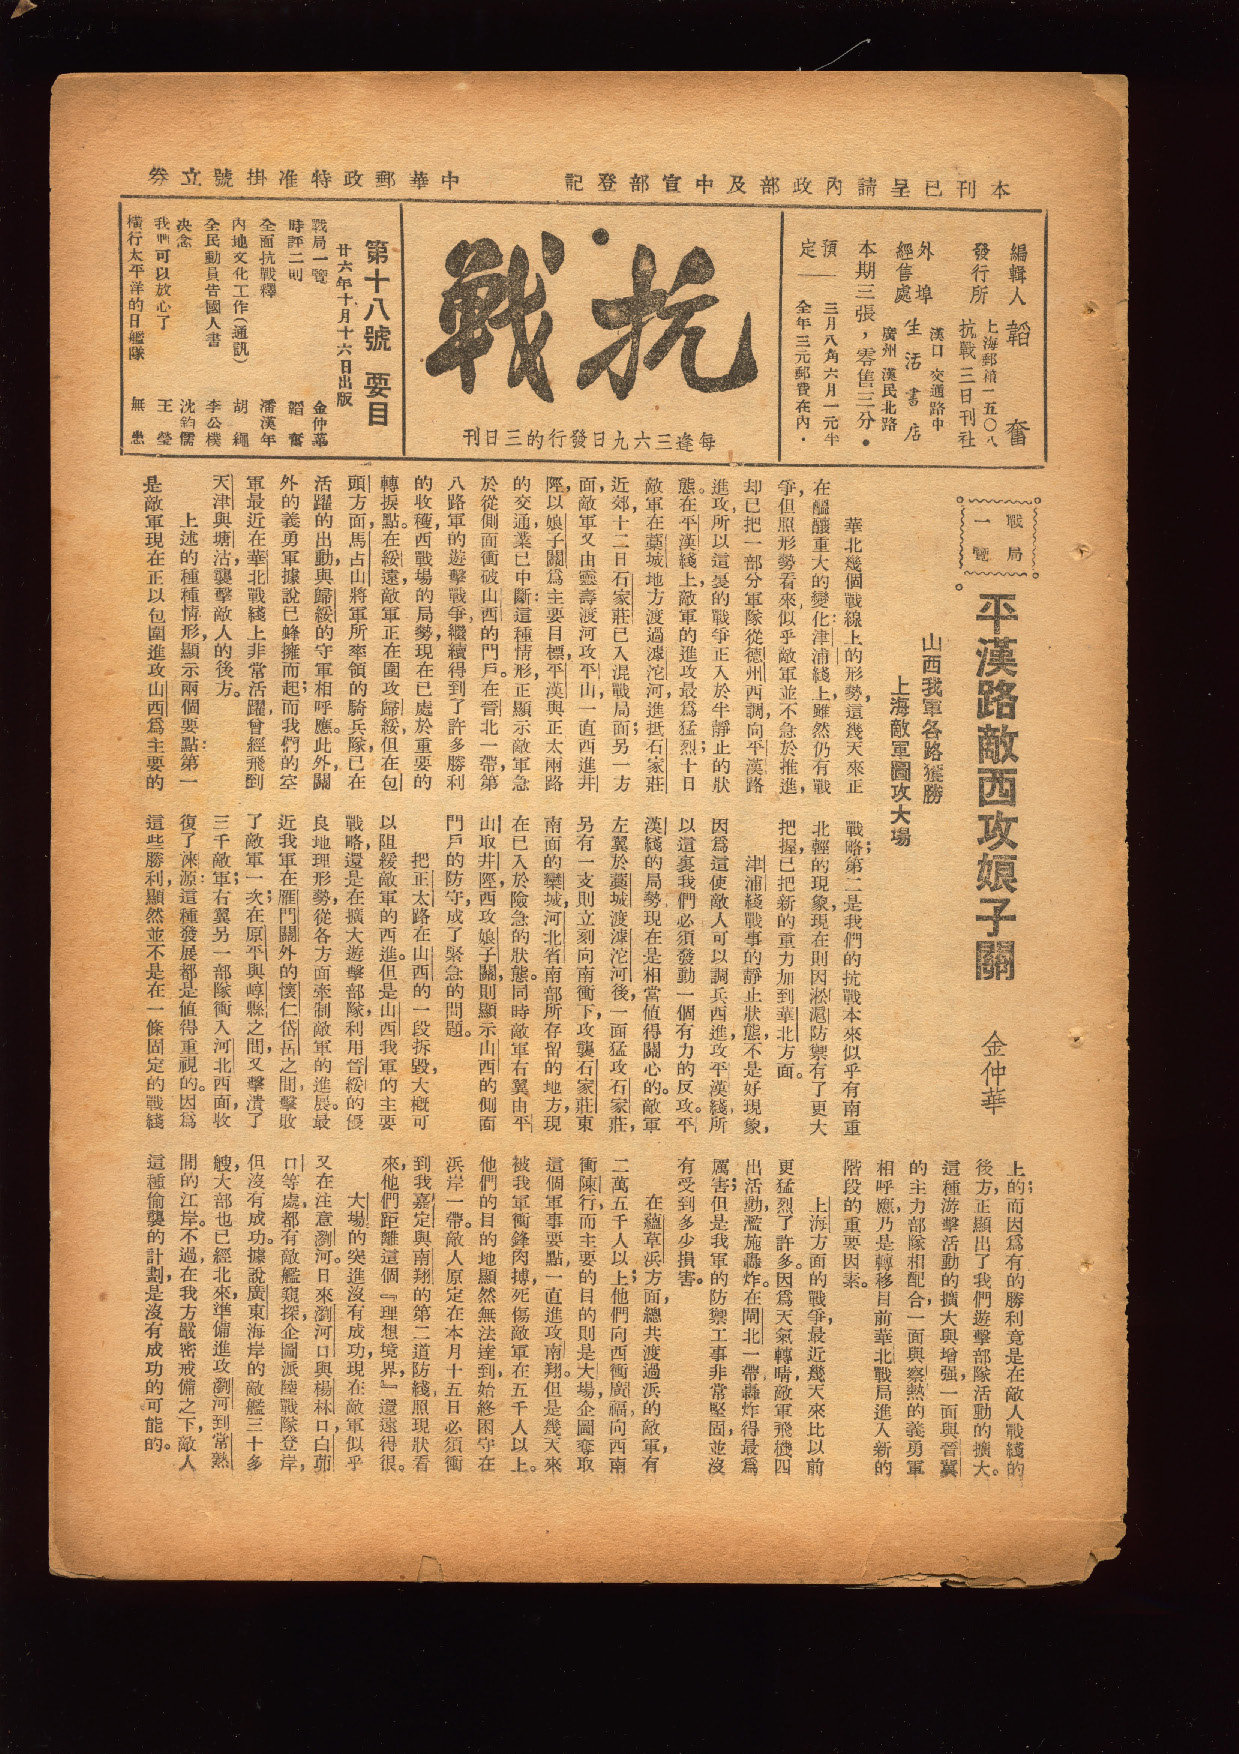 本刊已呈請內政部及中宣部登記
中華郵政特准掛號立券
編輯人 韜奮
發行所 抗戰三日刊社
上海郵箱一五〇八
外埠經售處 生活書店
漢口 交通路中
廣州 漢民北路
本期三張，零售三分。
預定
三月八角六月一元半
全年三元郵費在內．
抗戰
每逢三六九日發行的三日刊
第十八號 要目
廿六年十月十六日出版
戰局一覽 金仲華
時評二則 韜奮
全面抗戰釋 潘漢年
內地文化工作(通訊) 胡繩
全民動員告國人書 李公樸
決念 沈鈞儒
我們可以放心了 王瑩
橫行太平洋的日艦隊 無恙
戰局一覽
平漢路敵西攻娘子關
金仲華
山西我軍各路獲勝
上海敵軍圖攻大場
華北幾個戰線上的形勢，這幾天來正
在醞釀重大的變化：津浦綫上，雖然仍有戰
爭，但照形勢看來，似乎敵軍並不急於推進，
却已把一部分軍隊從德州西調，向平漢路
進攻，所以這裏的戰爭正入於半靜止的狀
態。在平漢綫上，敵軍的進攻最爲猛烈；十日
敵軍在藁城地方渡過滹沱河，進抵石家莊
近郊，十二日石家莊已入混戰局面；另一方
面，敵軍又由靈壽渡河攻平山，一直西進井
陘，以娘子關爲主要目標，平漢與正太兩路
的交通，業已中斷：這種情形，正顯示敵軍急
於從側面衝破山西的門戶。在晉北一帶，第
八路軍的遊擊戰爭，繼續得到了許多勝利
的收穫，西戰場的局勢，現在已處於重要的
轉捩點。在綏遠，敵軍正在圍攻歸綏，但在包
頭方面，馬占山將軍所率領的騎兵隊，已在
活躍的出動，與歸綏的守軍相呼應。此外，關
外的義勇軍據說已蜂擁而起；而我們的空
軍最近在華北戰綫上非常活躍，曾經飛到
天津與塘沽，襲擊敵人的後方。
上述的種種情形，顯示兩個要點：第一
是敵軍現在正以包圍進攻山西爲主要的
戰略；第二是我們的抗戰本來似乎有南重
北輕的現象，現在則因淞滬防禦有了更大
把握，已把新的重力加到華北方面。
津浦綫戰事的靜止狀態，不是好現象，
因爲這使敵人可以調兵西進，攻平漢綫，所
以這裏我們必須發動一個有力的反攻。平
漢綫的局勢現在是相當值得關心的。敵軍
左翼於藁城渡滹沱河後，一面猛攻石家莊，
另有一支則立刻向南衝下，攻襲石家莊東
南面的欒城，河北省南部所存留的地方，現
在已入於險急的狀態。同時敵軍右翼由平
山取井陘，西攻娘子關，則顯示山西的側面
門戶的防守，成了緊急的問題。
把正太路在山西的一段拆毀，大概可
以阻綏敵軍的西進。但是山西我軍的主要
戰略，還是在擴大遊擊部隊，利用晉綏的優
良地理形勢，從各方面牽制敵軍的進展。最
近我軍在雁門關外的懷仁岱岳之間，擊敗
了敵軍一次；在原平與崞縣之間，又擊潰了
三千敵軍；右翼另一部隊衝入河北西面，收
復了淶源：這種發展都是值得重視的。因爲
這些勝利，顯然並不是在一條固定的戰綫
上的；而因爲有的勝利竟是在敵人戰綫的
後方，正顯出了我們遊擊部隊活動的擴大。
這種游擊活動的擴大與增强，一面與晉冀
的主力部隊相配合，一面與察熱的義勇軍
相呼應，乃是轉移目前華北戰局進入新的
階段的重要因素。
上海方面的戰爭，最近幾天來比以前
更猛烈了許多。因爲天氣轉晴，敵軍飛機四
出活動，濫施轟炸。在閘北一帶，轟炸得最爲
厲害；但是我軍的防禦工事非常堅固，並沒
有受到多少損害。
在蘊草浜方面，總共渡過浜的敵軍，有
二萬五千人以上；他們向西衝廣福，向西南
衝陳行，而主要的目的則是大場，企圖奪取
這個軍事要點，一直進攻南翔。但是幾天來
被我軍衝鋒肉搏，死傷敵軍在五千人以上。
他們的目的地顯然無法達到，始終困守在
浜岸一帶。敵人原定在本月十五日必須衝
到我嘉定與南翔的第二道防綫，照現狀看
來，他們距離這個『理想境界』還遠得很。
大場的突進沒有成功，現在敵軍似乎
又在注意瀏河。日來瀏河口與楊林口，白茆
口等處，都有敵艦窺探，企圖派陸戰隊登岸，
但沒有成功。據說廣東海岸的敵艦三十多
艘，大部也已經北來，準備進攻瀏河到常熟
間的江岸。不過，在我方嚴密戒備之下，敵人
這種偷襲的計劃，是沒有成功的可能的。